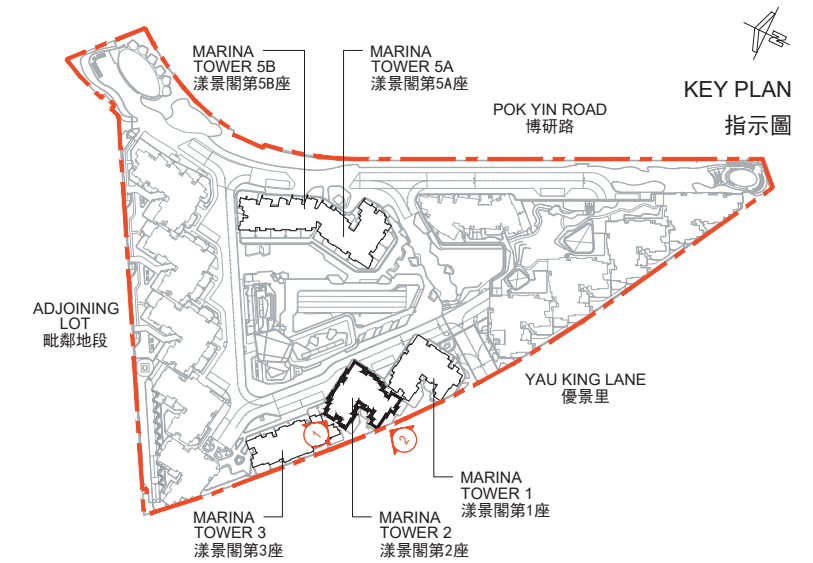 MARINA
TOWER 5B
漾景閣第5B座
MARINA
TOWER 5A
漾景閣第5A座
N
KEY PLAN
指示圖
POK YIN ROAD
博研路
ADJOINING
LOT
毗鄰地段
YAU KING LANE
優景里
1
2
MARINA
TOWER 1
漾景閣第1座
MARINA
TOWER 3
漾景閣第3座
MARINA
TOWER 2
漾景閣第2座